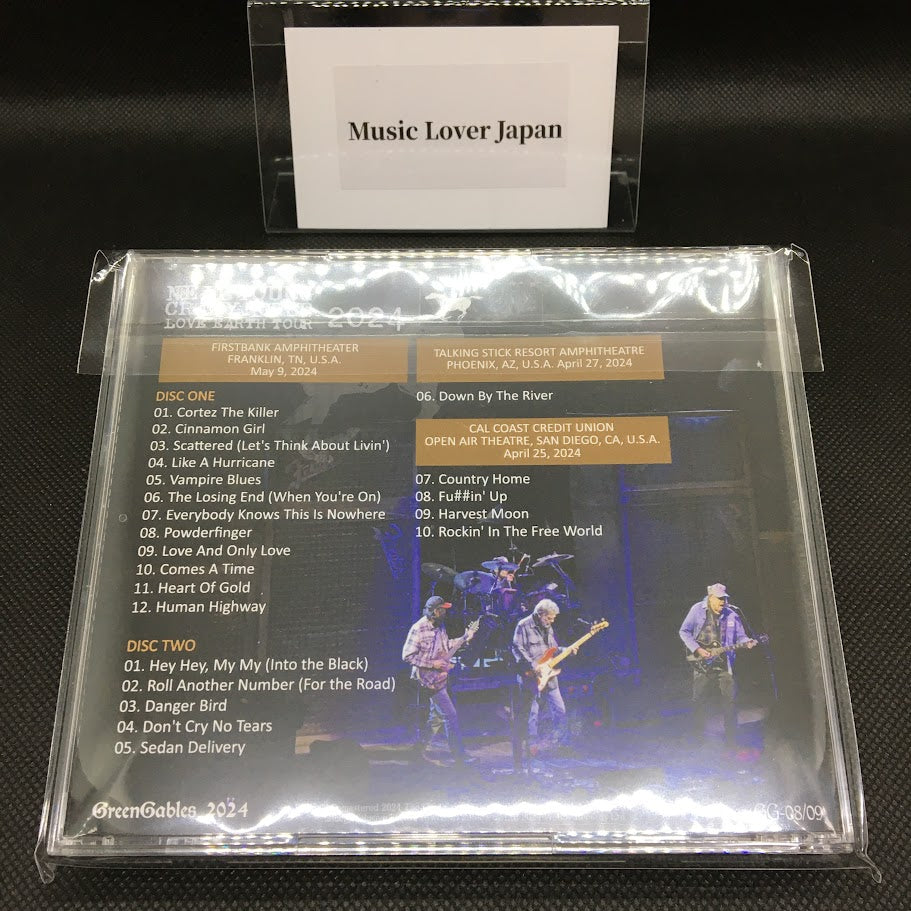 Music Lover Japan
LOVE EARTH TOUR 2024
FIRSTBANK AMPHITHEATER
FRANKLIN, TN, U.S.A.
May 9, 2024
DISC ONE
01. Cortez The Killer
02. Cinnamon Girl
03. Scattered (Let's Think About Livin')
04. Like A Hurricane
05. Vampire Blues
06. The Losing End (When You're On)
07. Everybody Knows This Is Nowhere
08. Powderfinger
09. Love And Only Love
10. Comes A Time
11. Heart Of Gold
12. Human Highway
DISC TWO
01. Hey Hey, My My (Into the Black)
02. Roll Another Number (For the Road)
03. Danger Bird
04. Don't Cry No Tears
05. Sedan Delivery
TALKING STICK RESORT AMPHITHEATRE
PHOENIX, AZ, U.S.A. April 27, 2024
06. Down By The River
CAL COAST CREDIT UNION
OPEN AIR THEATRE, SAN DIEGO, CA, U.S.A.
April 25, 2024
07. Country Home
08. Fu##in' Up
09. Harvest Moon
10. Rockin' In The Free World
GreenGables 2024
GG-08/09